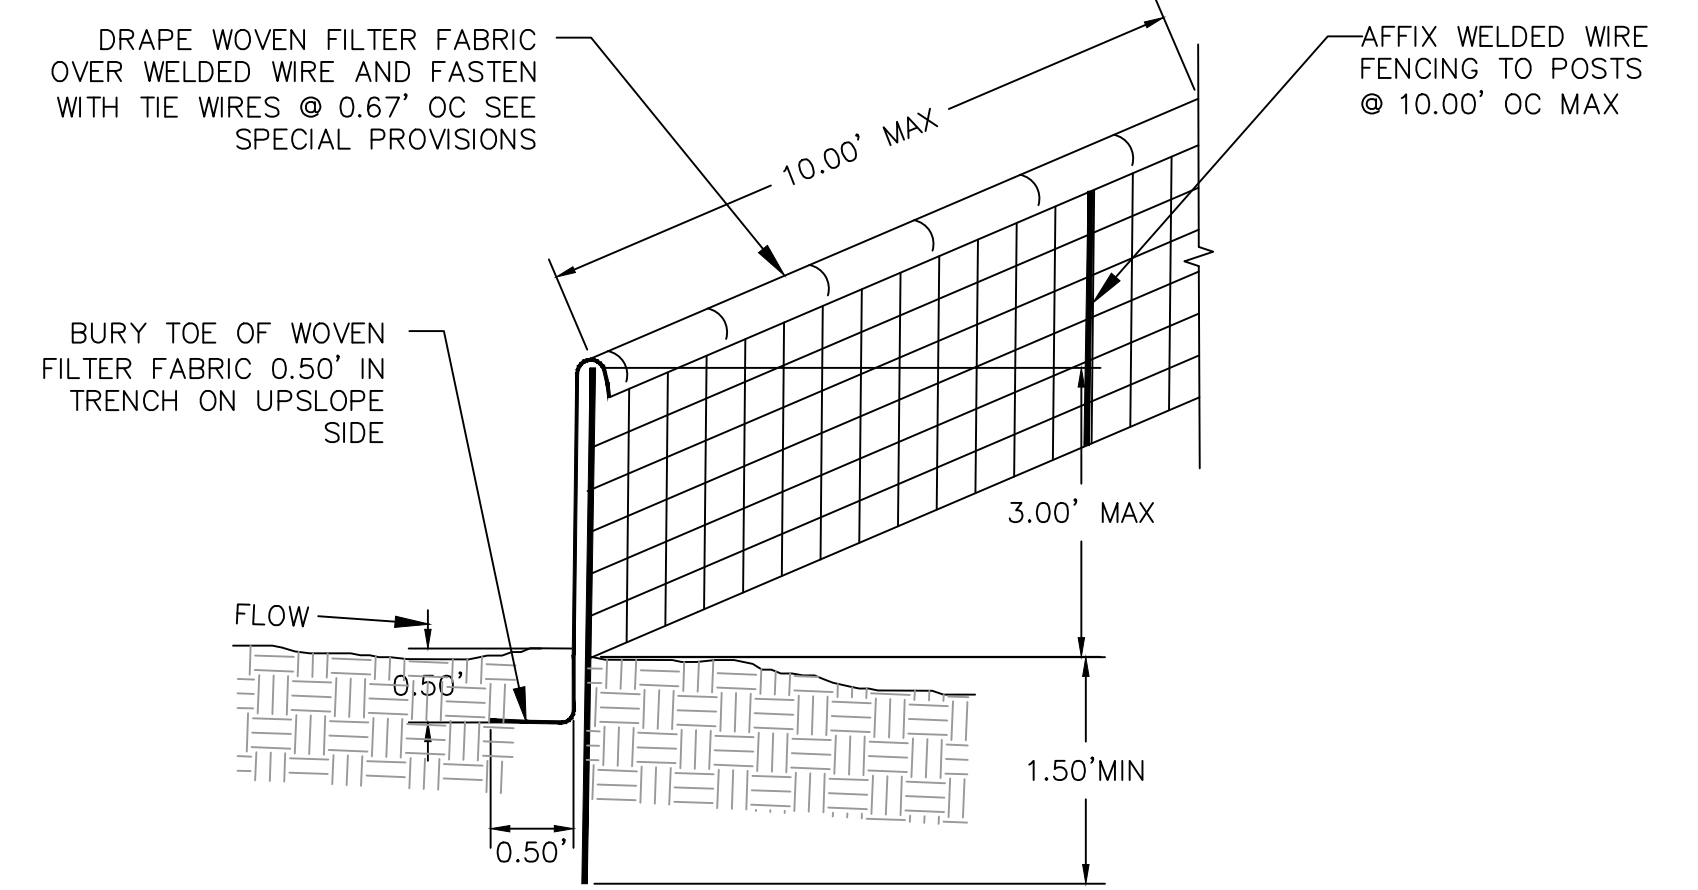 DRAPE WOVEN FILTER FABRIC
OVER WELDED WIRE AND FASTEN
WITH TIE WIRES @ 0.67' OC SEE
SPECIAL PROVISIONS
10.00' MAX
AFFIX WELDED WIRE
FENCING TO POSTS
@ 10.00' OC MAX
BURY TOE OF WOVEN
FILTER FABRIC 0.50' IN
TRENCH ON UPSLOPE
SIDE
3.00' MAX
FLOW
0.50'
1.50'MIN
0.50'